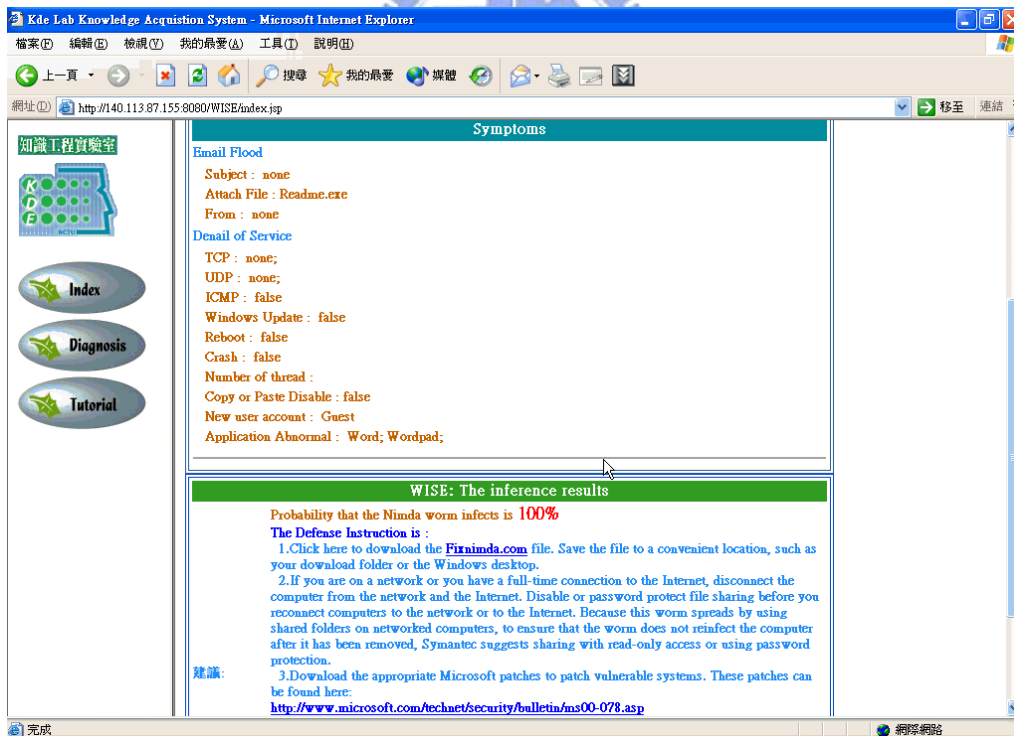 Kde Lab Knowledge Acquistion System - Microsoft Internet Explorer
檔案(F) 編輯(E) 檢視(V) 我的最愛(A) 工具(T) 說明(H)
上一頁 搜尋 我的最愛 媒體
網址(D) http://140.113.87.155:8080/WISE/index.jsp 移至 連結
知識工程實驗室
KDE
NCTU
Index
Diagnosis
Tutorial
Symptoms
Email Flood
Subject : none
Attach File : Readme.exe
From : none
Denail of Service
TCP : none;
UDP : none;
ICMP : false
Windows Update : false
Reboot : false
Crash : false
Number of thread :
Copy or Paste Disable : false
New user account : Guest
Application Abnormal : Word; Wordpad;
WISE: The inference results
建議:
Probability that the Nimda worm infects is 100%
The Defense Instruction is :
1.Click here to download the Fixnimda.com file. Save the file to a convenient location, such as
your download folder or the Windows desktop.
2.If you are on a network or you have a full-time connection to the Internet, disconnect the
computer from the network and the Internet. Disable or password protect file sharing before you
reconnect computers to the network or to the Internet. Because this worm spreads by using
shared folders on networked computers, to ensure that the worm does not reinfect the computer
after it has been removed, Symantec suggests sharing with read-only access or using password
protection.
3.Download the appropriate Microsoft patches to patch vulnerable systems. These patches can
be found here:
http://www.microsoft.com/technet/security/bulletin/ms00-078.asp
完成 網際網路